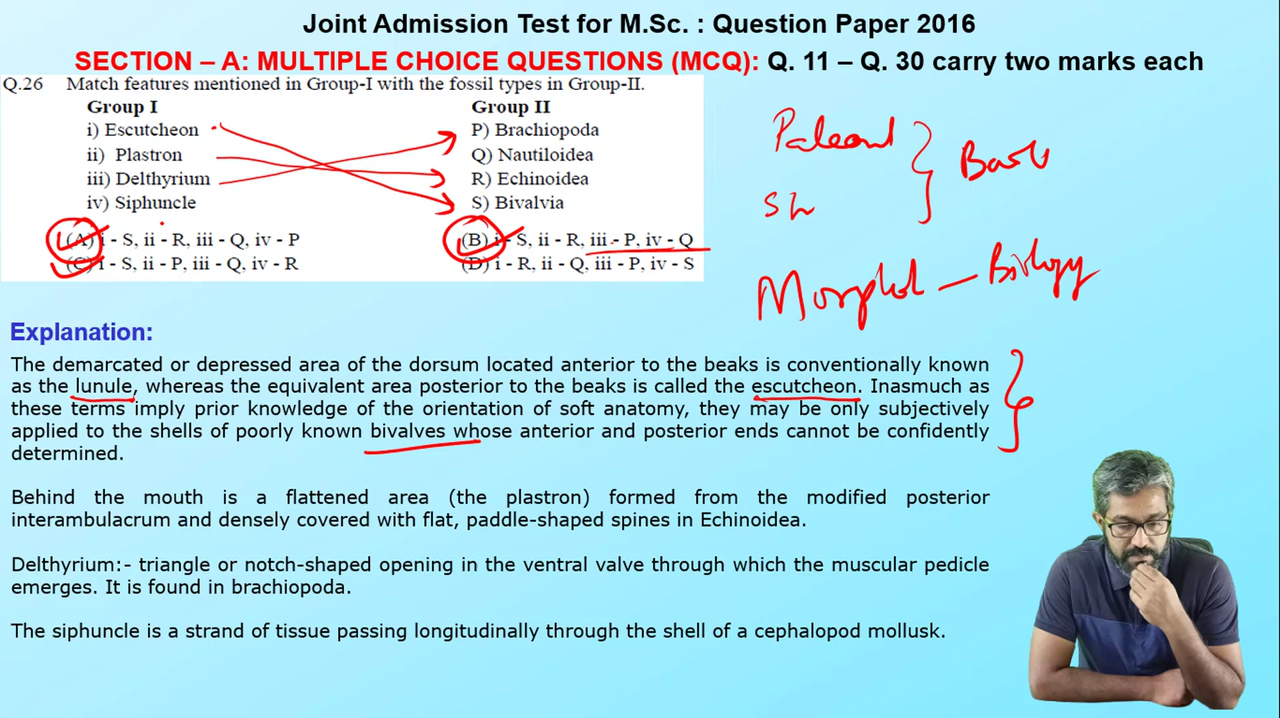 Joint Admission Test for M.Sc. : Question Paper 2016
SECTION – A: MULTIPLE CHOICE QUESTIONS (MCQ): Q. 11 – Q. 30 carry two marks each
Q.26 Match features mentioned in Group-I with the fossil types in Group-II.
Group I Group II
i) Escutcheon P) Brachiopoda
ii) Plastron Q) Nautiloidea
iii) Delthyrium R) Echinoidea
iv) Siphuncle S) Bivalvia
(A) i - S, ii - R, iii - Q, iv - P (B) i - S, ii - R, iii - P, iv - Q
(C) i - S, ii - P, iii - Q, iv - R (D) i - R, ii - Q, iii - P, iv - S
Morphol — Biology
Explanation:
The demarcated or depressed area of the dorsum located anterior to the beaks is conventionally known
as the lunule, whereas the equivalent area posterior to the beaks is called the escutcheon. Inasmuch as
these terms imply prior knowledge of the orientation of soft anatomy, they may be only subjectively
applied to the shells of poorly known bivalves whose anterior and posterior ends cannot be confidently
determined.
Behind the mouth is a flattened area (the plastron) formed from the modified posterior
interambulacrum and densely covered with flat, paddle-shaped spines in Echinoidea.
Delthyrium:- triangle or notch-shaped opening in the ventral valve through which the muscular pedicle
emerges. It is found in brachiopoda.
The siphuncle is a strand of tissue passing longitudinally through the shell of a cephalopod mollusk.